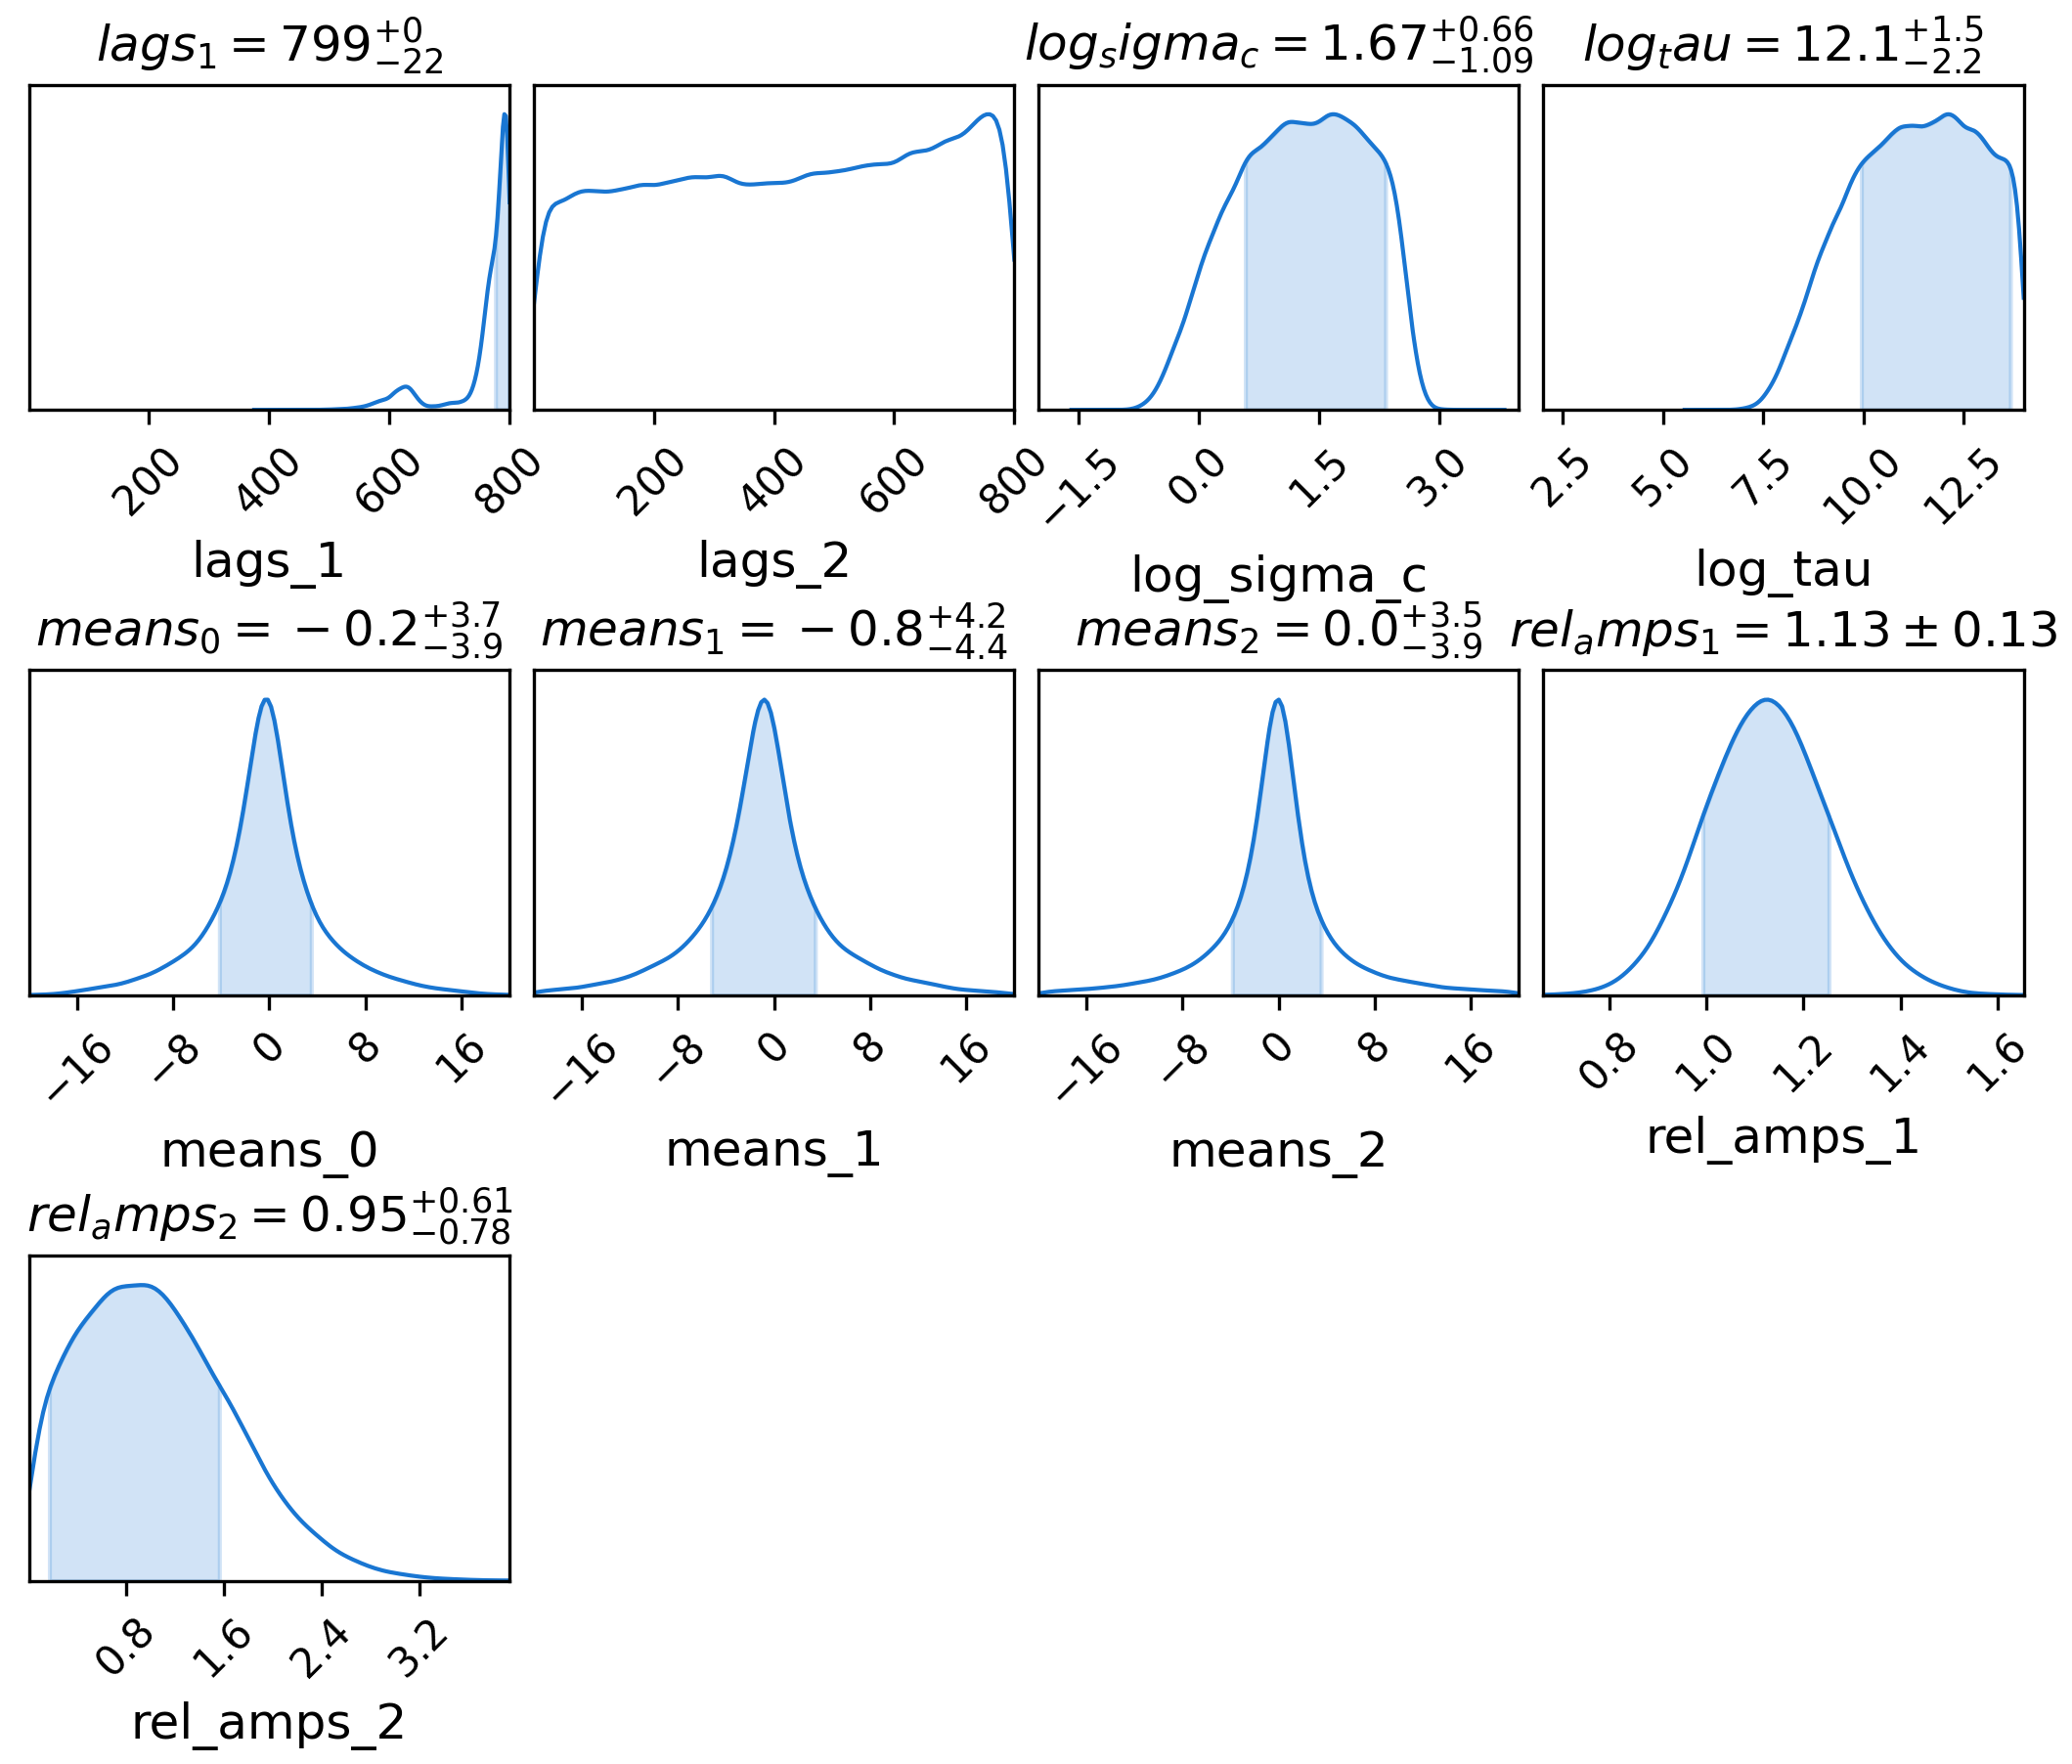 lags₁ = 799⁺⁰₋₂₂
log_sigma_c = 1.67^{+0.66}_{-1.09}
log_tau = 12.1^{+1.5}_{-2.2}
200 400 600 800
200 400 600 800
−1.5 0.0 1.5 3.0
2.5 5.0 7.5 10.0 12.5
lags_1
lags_2
log_sigma_c
log_tau
means₀ = −0.2^{+3.7}_{−3.9}
means₁ = −0.8^{+4.2}_{−4.4}
means₂ = 0.0^{+3.5}_{−3.9}
relₐmps₁ = 1.13 ± 0.13
−16 −8 0 8 16
−16 −8 0 8 16
−16 −8 0 8 16
0.8 1.0 1.2 1.4 1.6
means_0
means_1
means_2
rel_amps_1
relₐmps₂ = 0.95^{+0.61}_{−0.78}
0.8 1.6 2.4 3.2
rel_amps_2